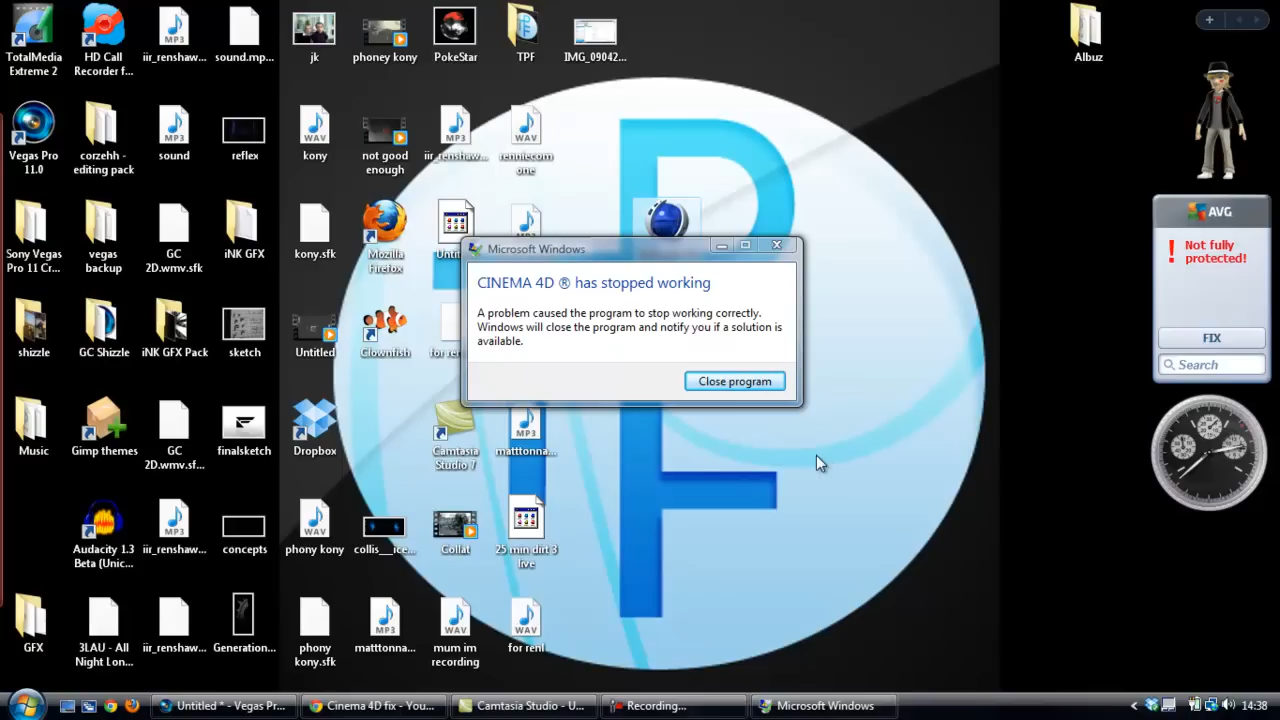 TotalMedia
Extreme 2
HD Call
Recorder f...
iir_renshaw...
sound.mp...
jk
phoney kony
PokeStar
TPF
IMG_09042...
Albuz
Vegas Pro
11.0
corzehh -
editing pack
sound
reflex
kony
not good
enough
iir_renshaw...
renniecom
one
Sony Vegas
Pro 11 Cr...
vegas
backup
GC
2D.wmv.sfk
iNK GFX
kony.sfk
Mozilla
Firefox
Microsoft Windows
CINEMA 4D ® has stopped working
A problem caused the program to stop working correctly.
Windows will close the program and notify you if a solution is
available.
Close program
AVG
Not fully
protected!
FIX
Search
shizzle
GC Shizzle
iNK GFX Pack
sketch
Untitled
Clownfish
Music
Gimp themes
GC
2D.wmv.sf...
finalsketch
Dropbox
Camtasia
Studio 7
matttonna...
Audacity 1.3
Beta (Unic...
iir_renshaw...
concepts
phony kony
collis___ice...
Collat
25 min dirt 3
live
GFX
3LAU - All
Night Lon...
iir_renshaw...
Generation...
phony
kony.sfk
matttonna...
mum im
recording
for renl
Untitled * - Vegas Pr...
Cinema 4D fix - You...
Camtasia Studio - U...
Recording...
Microsoft Windows
14:38